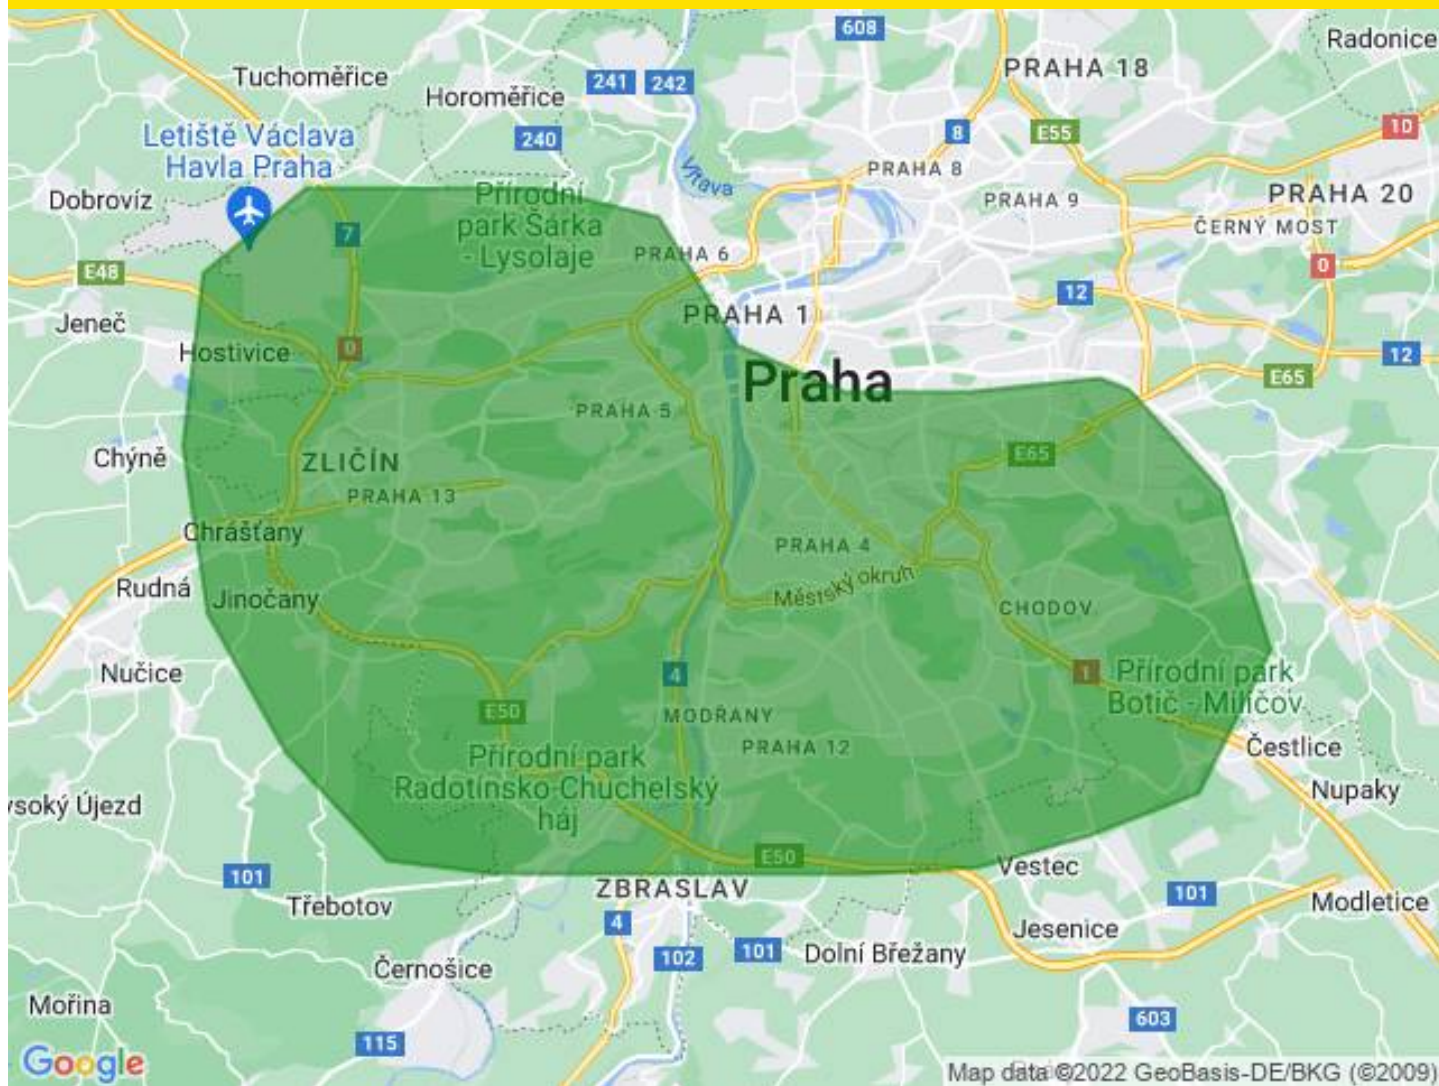 608
Radonice
PRAHA 18
Tuchoměřice
241
242
Horoměřice
10
8
E55
Letiště Václava
Havla Praha
240
Vltava
PRAHA 8
Dobrovíz
Přírodní
park Šárka
- Lysolaje
PRAHA 9
PRAHA 20
ČERNÝ MOST
7
PRAHA 6
0
E48
12
Jeneč
PRAHA 1
Hostivice
0
12
Praha
E65
PRAHA 5
Chýně
ZLIČÍN
E65
PRAHA 13
Chrášťany
PRAHA 4
Rudná
Městský okruh
Jinočany
CHODOV
Nučice
4
1
Přírodní park
Botič - Milíčov
E50
MODŘANY
PRAHA 12
Čestlice
Přírodní park
Radotínsko-Chuchelský
háj
Nupaky
ysoký Újezd
E50
Vestec
101
ZBRASLAV
101
Třebotov
Modletice
4
Jesenice
102
101
Dolní Břežany
Černošice
Mořina
603
115
Google
Map data ©2022 GeoBasis-DE/BKG (©2009)